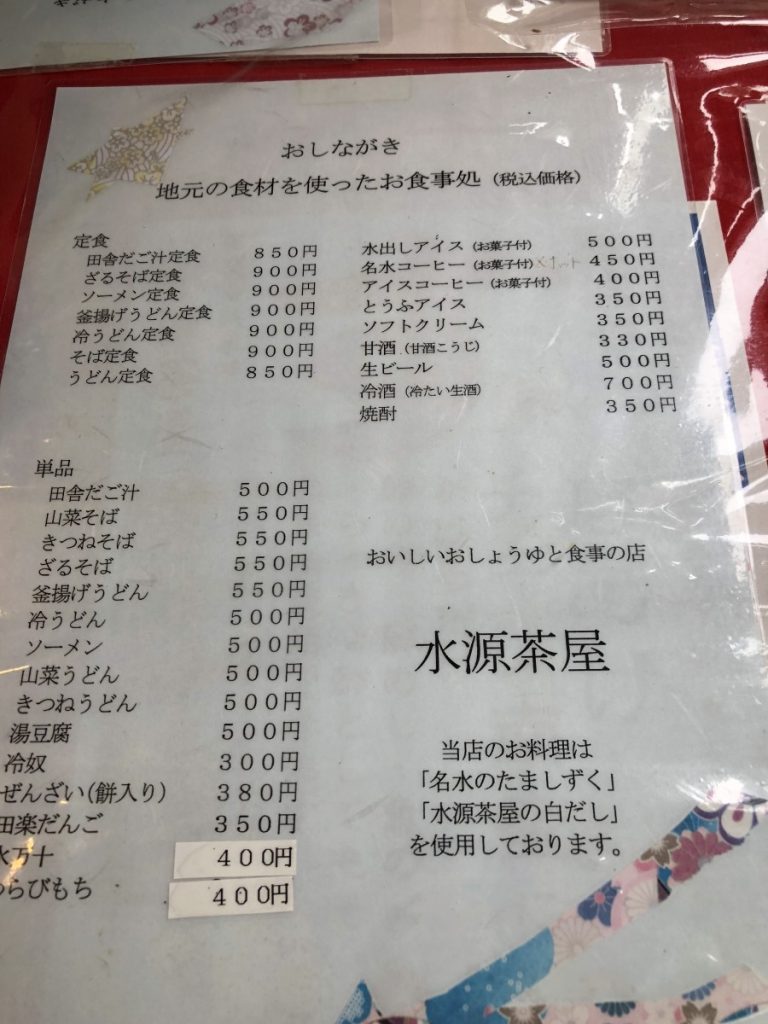 おしながき
地元の食材を使ったお食事処（税込価格）
定食
田舎だご汁定食 ８５０円
ざるそば定食 ９００円
ソーメン定食 ９００円
釜揚げうどん定食 ９００円
冷うどん定食 ９００円
そば定食 ９００円
うどん定食 ８５０円
水出しアイス（お菓子付） ５００円
名水コーヒー（お菓子付） ４５０円
アイスコーヒー（お菓子付） ４００円
とうふアイス ３５０円
ソフトクリーム ３５０円
甘酒（甘酒こうじ） ３３０円
生ビール ５００円
冷酒（冷たい生酒） ７００円
焼酎 ３５０円
単品
田舎だご汁 ５００円
山菜そば ５５０円
きつねそば ５５０円
ざるそば ５５０円
釜揚げうどん ５５０円
冷うどん ５００円
ソーメン ５００円
山菜うどん ５００円
きつねうどん ５００円
湯豆腐 ５００円
冷奴 ３００円
ぜんざい（餅入り） ３８０円
田楽だんご ３５０円
水万十 ４００円
わらびもち ４００円
おいしいおしょうゆと食事の店
水源茶屋
当店のお料理は
「名水のたましずく」
「水源茶屋の白だし」
を使用しております。